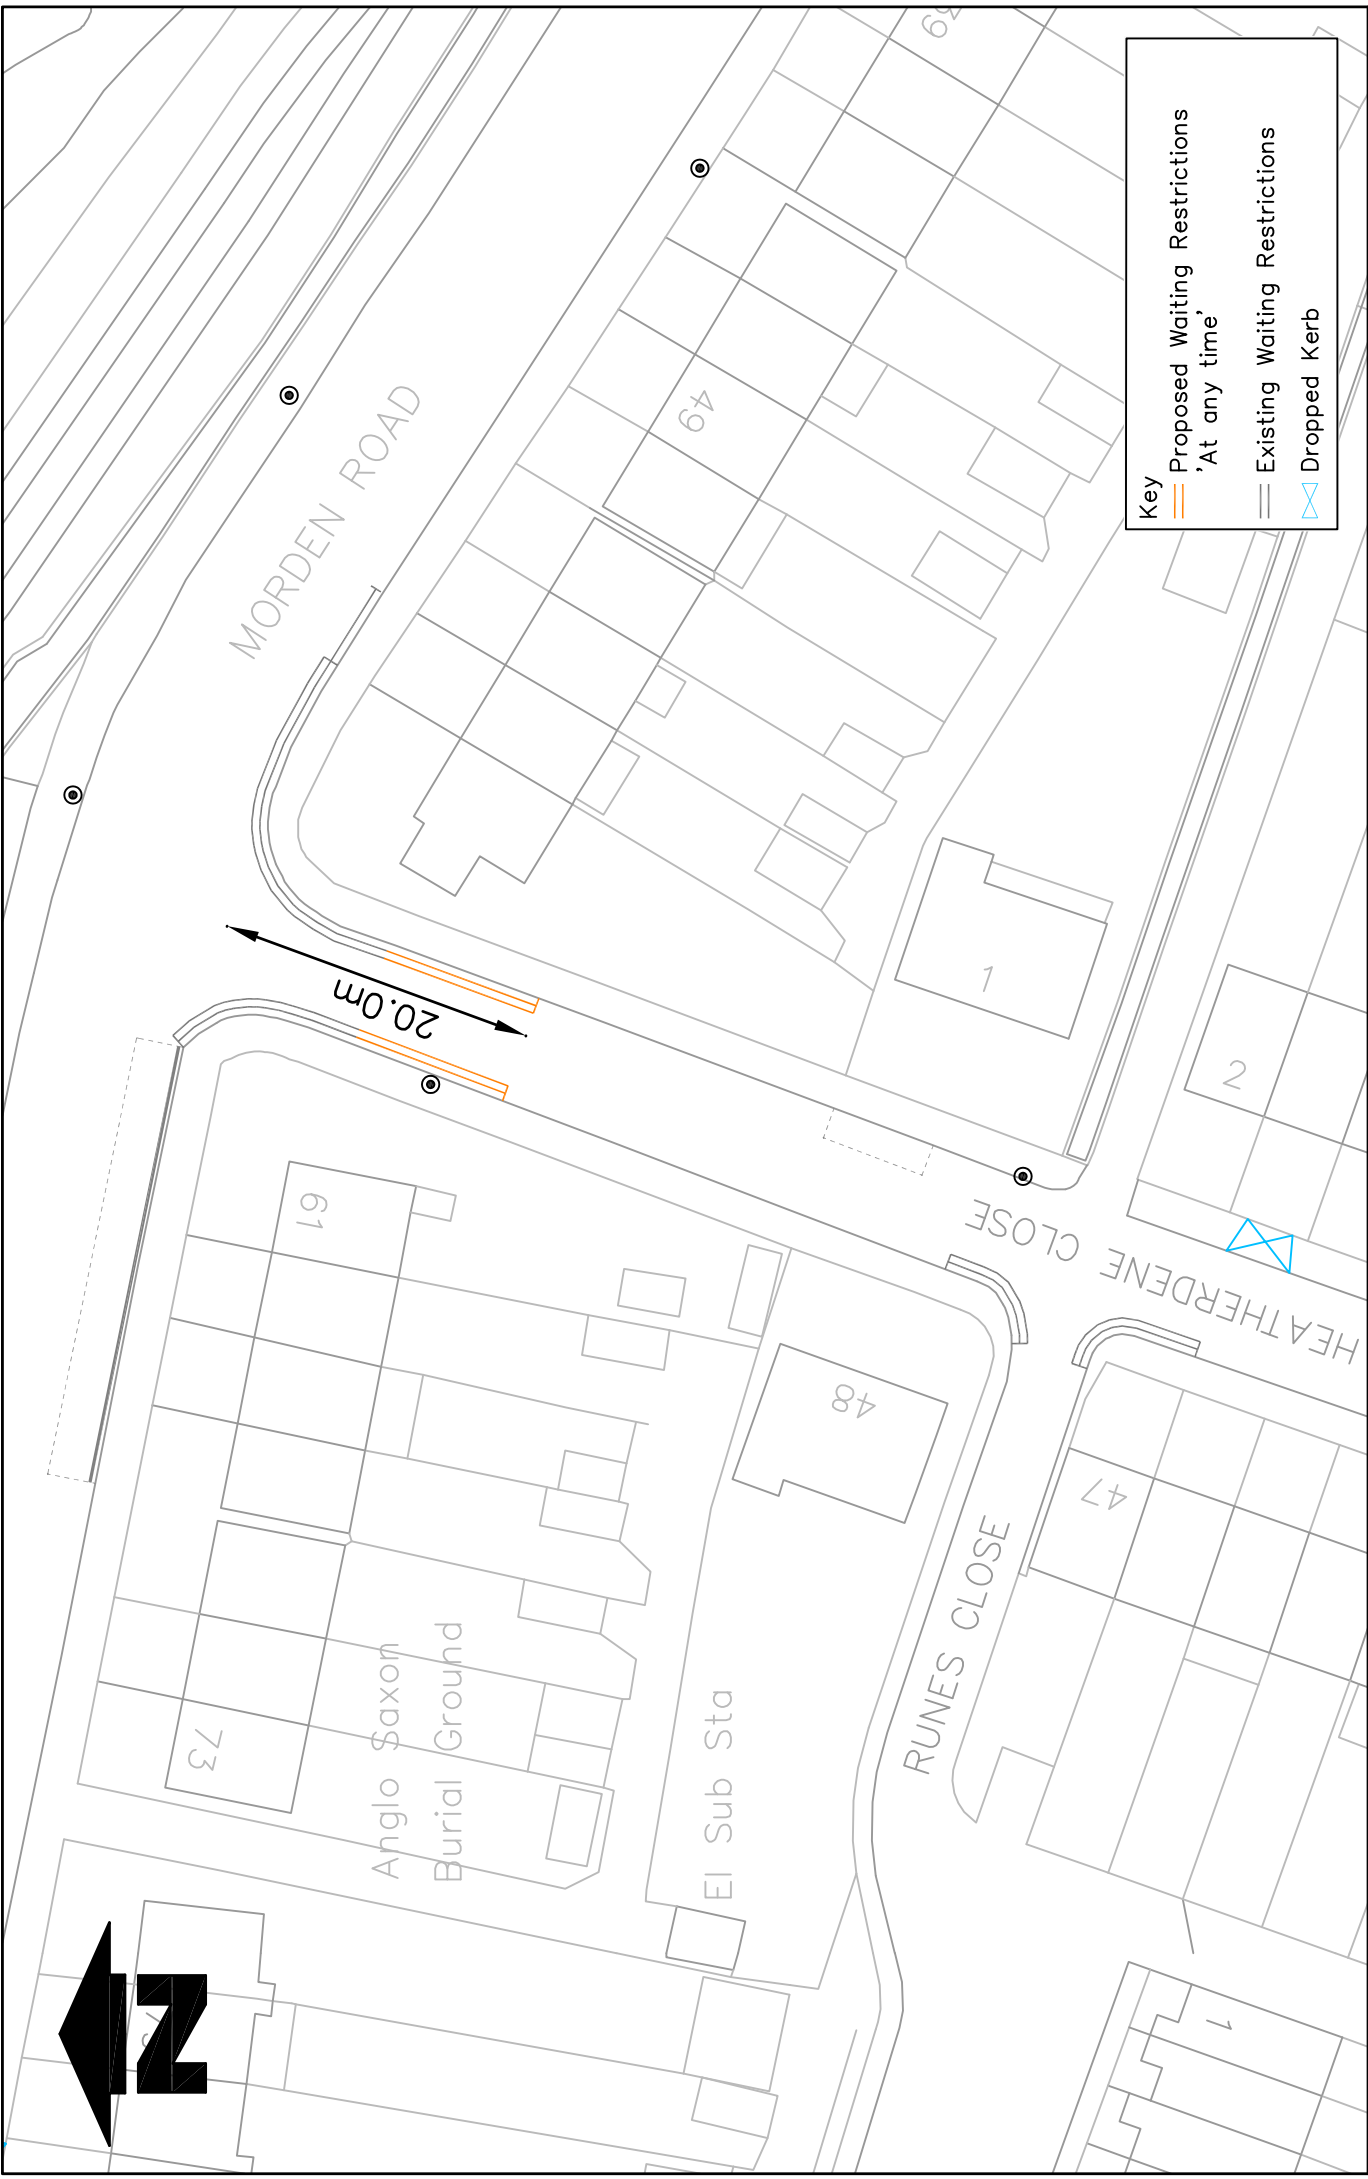 Key
Proposed Waiting Restrictions
'At any time'
Existing Waiting Restrictions
Dropped Kerb
MORDEN ROAD
39
49
20.0m
1
2
61
HEATHERDENE CLOSE
48
47
RUNES CLOSE
73
Anglo Saxon
Burial Ground
El Sub Sta
1
N